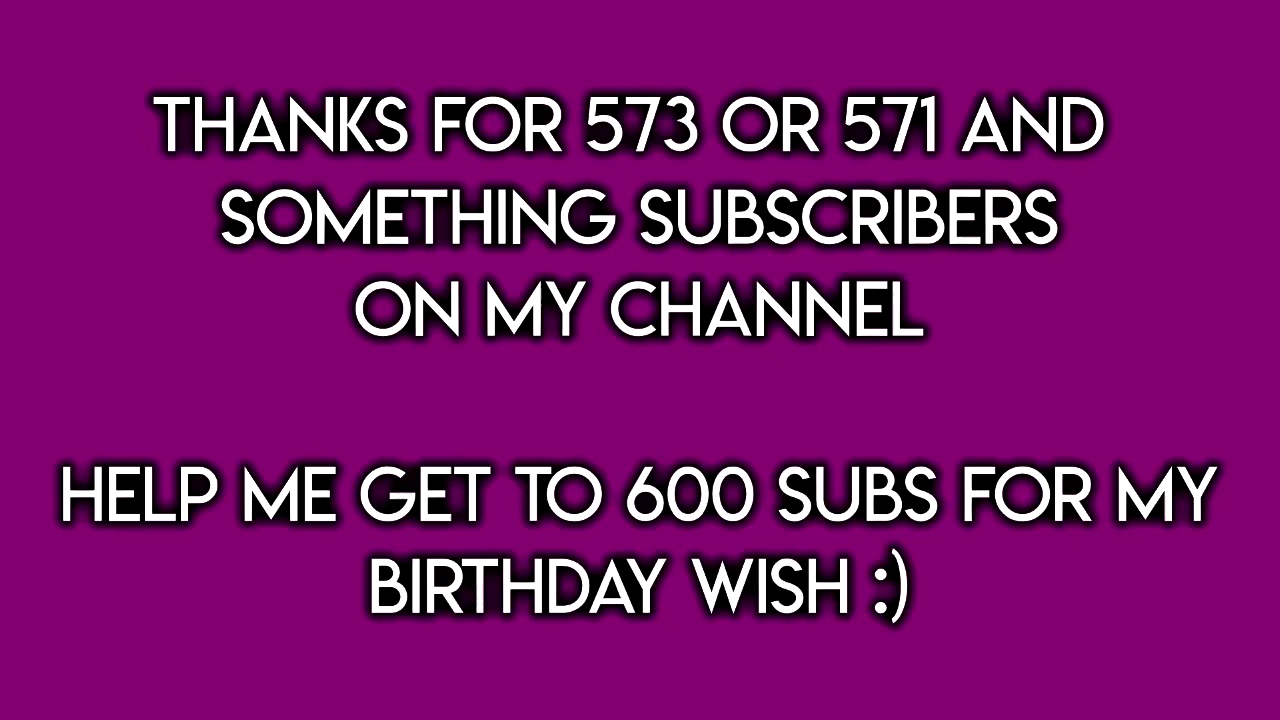 THANKS FOR 573 OR 571 AND
SOMETHING SUBSCRIBERS
ON MY CHANNEL
HELP ME GET TO 600 SUBS FOR MY
BIRTHDAY WISH :)